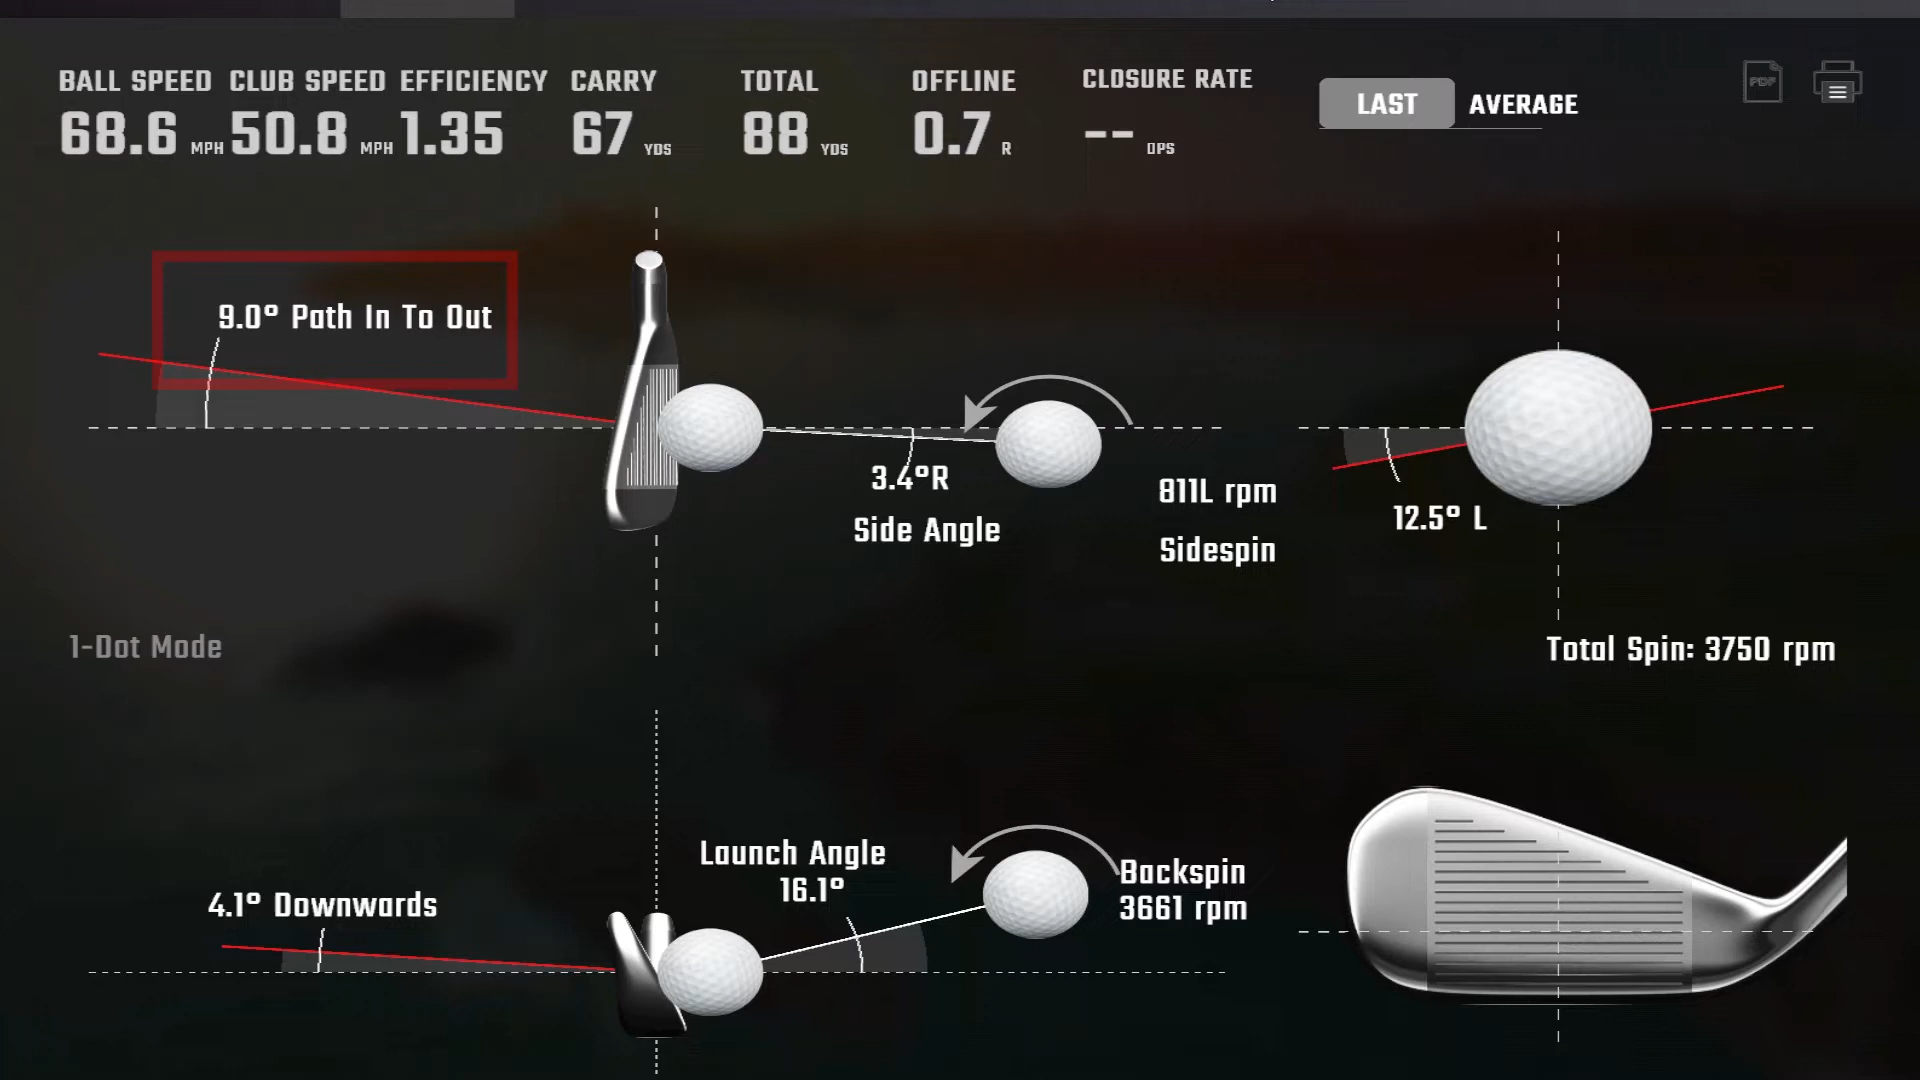 BALL SPEED CLUB SPEED EFFICIENCY CARRY TOTAL OFFLINE CLOSURE RATE
68.6 MPH 50.8 MPH 1.35 67 YDS 88 YDS 0.7 R -- DPS
LAST AVERAGE
PDF
9.0° Path In To Out
3.4°R
Side Angle
811L rpm
Sidespin
12.5° L
1-Dot Mode
Total Spin: 3750 rpm
Launch Angle
16.1°
Backspin
3661 rpm
4.1° Downwards